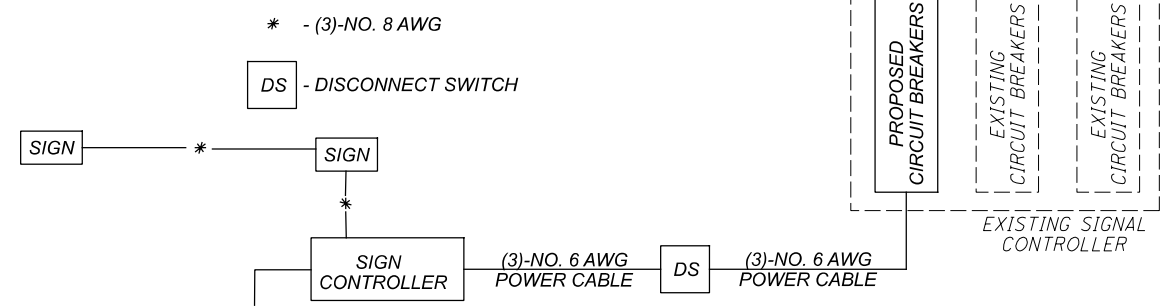 * - (3)-NO. 8 AWG
DS - DISCONNECT SWITCH
SIGN
*
SIGN
*
SIGN
CONTROLLER
(3)-NO. 6 AWG
POWER CABLE
DS
(3)-NO. 6 AWG
POWER CABLE
PROPOSED
CIRCUIT BREAKERS
EXISTING
CIRCUIT BREAKERS
EXISTING
CIRCUIT BREAKERS
EXISTING SIGNAL
CONTROLLER